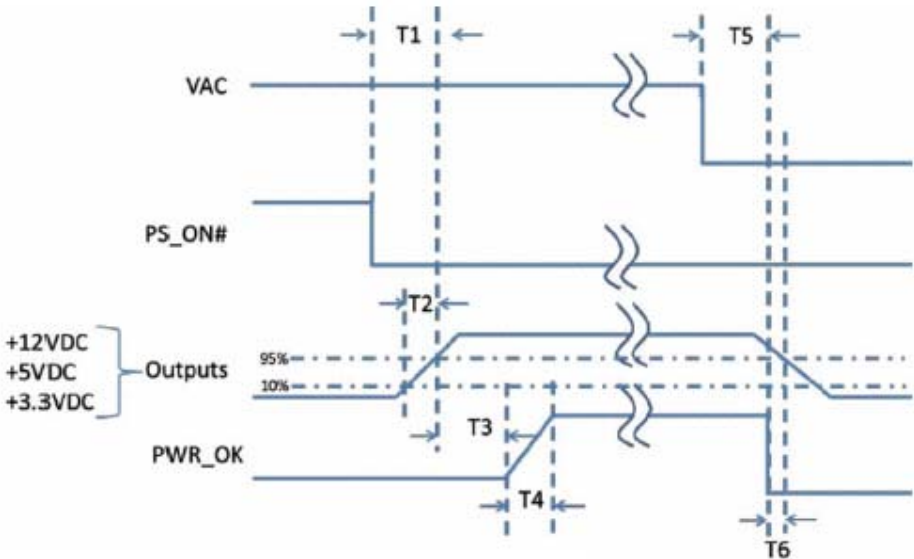 T1
T5
VAC
PS_ON#
T2
+12VDC
+5VDC
+3.3VDC
Outputs
95%
10%
T3
PWR_OK
T4
T6